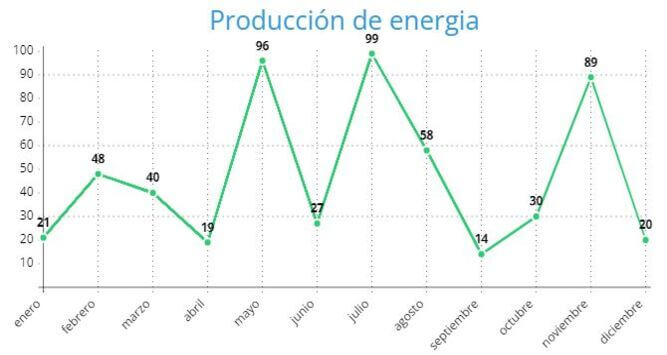 Producción de energia
100
90
80
70
60
50
40
30
20
10
21
48
40
19
96
27
99
58
14
30
89
20
enero
febrero
marzo
abril
mayo
junio
julio
agosto
septiembre
octubre
noviembre
diciembre